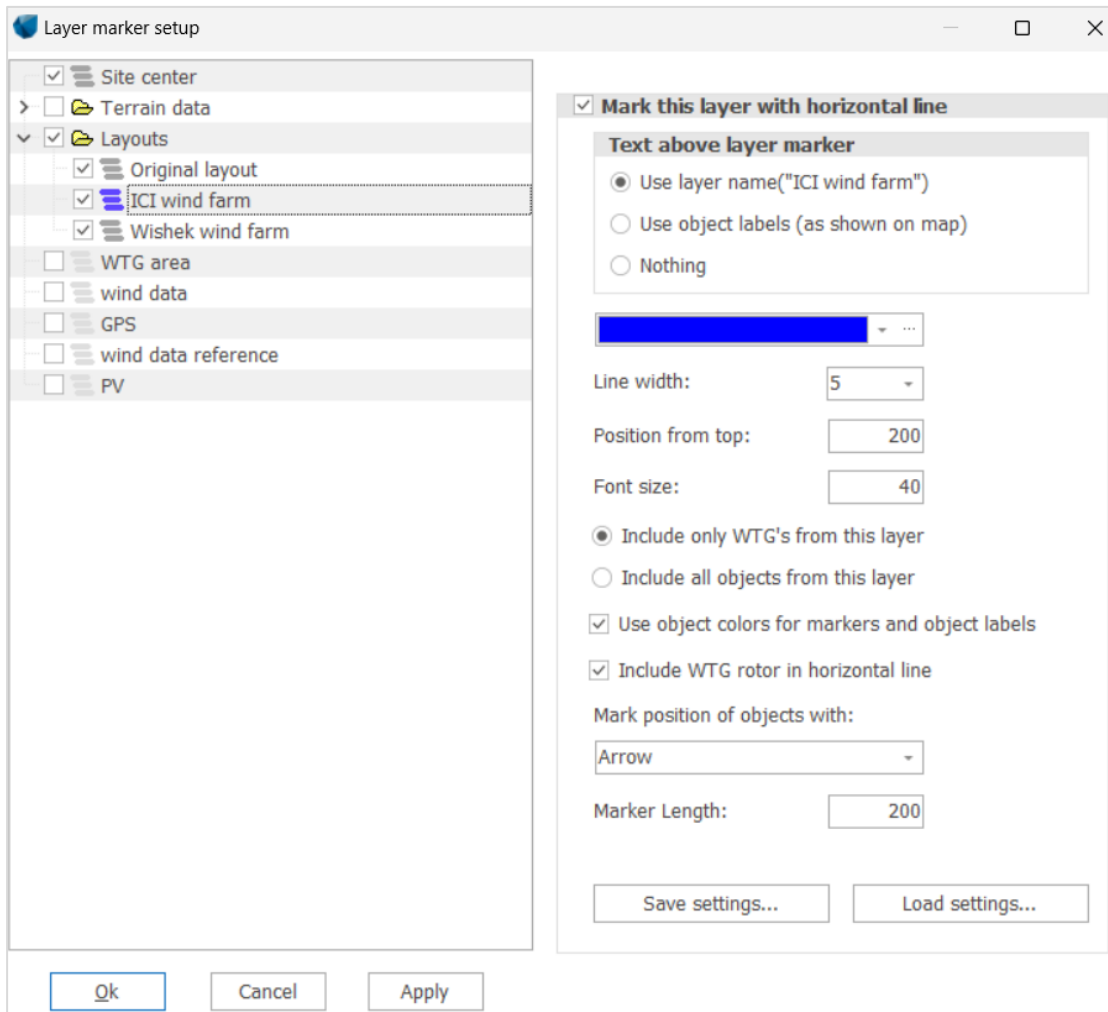 Layer marker setup
Site center
Terrain data
Layouts
Original layout
ICI wind farm
Wishek wind farm
WTG area
wind data
GPS
wind data reference
PV
Mark this layer with horizontal line
Text above layer marker
Use layer name("ICI wind farm")
Use object labels (as shown on map)
Nothing
...
Line width: 5
Position from top: 200
Font size: 40
Include only WTG's from this layer
Include all objects from this layer
Use object colors for markers and object labels
Include WTG rotor in horizontal line
Mark position of objects with:
Arrow
Marker Length: 200
Save settings... Load settings...
Ok Cancel Apply